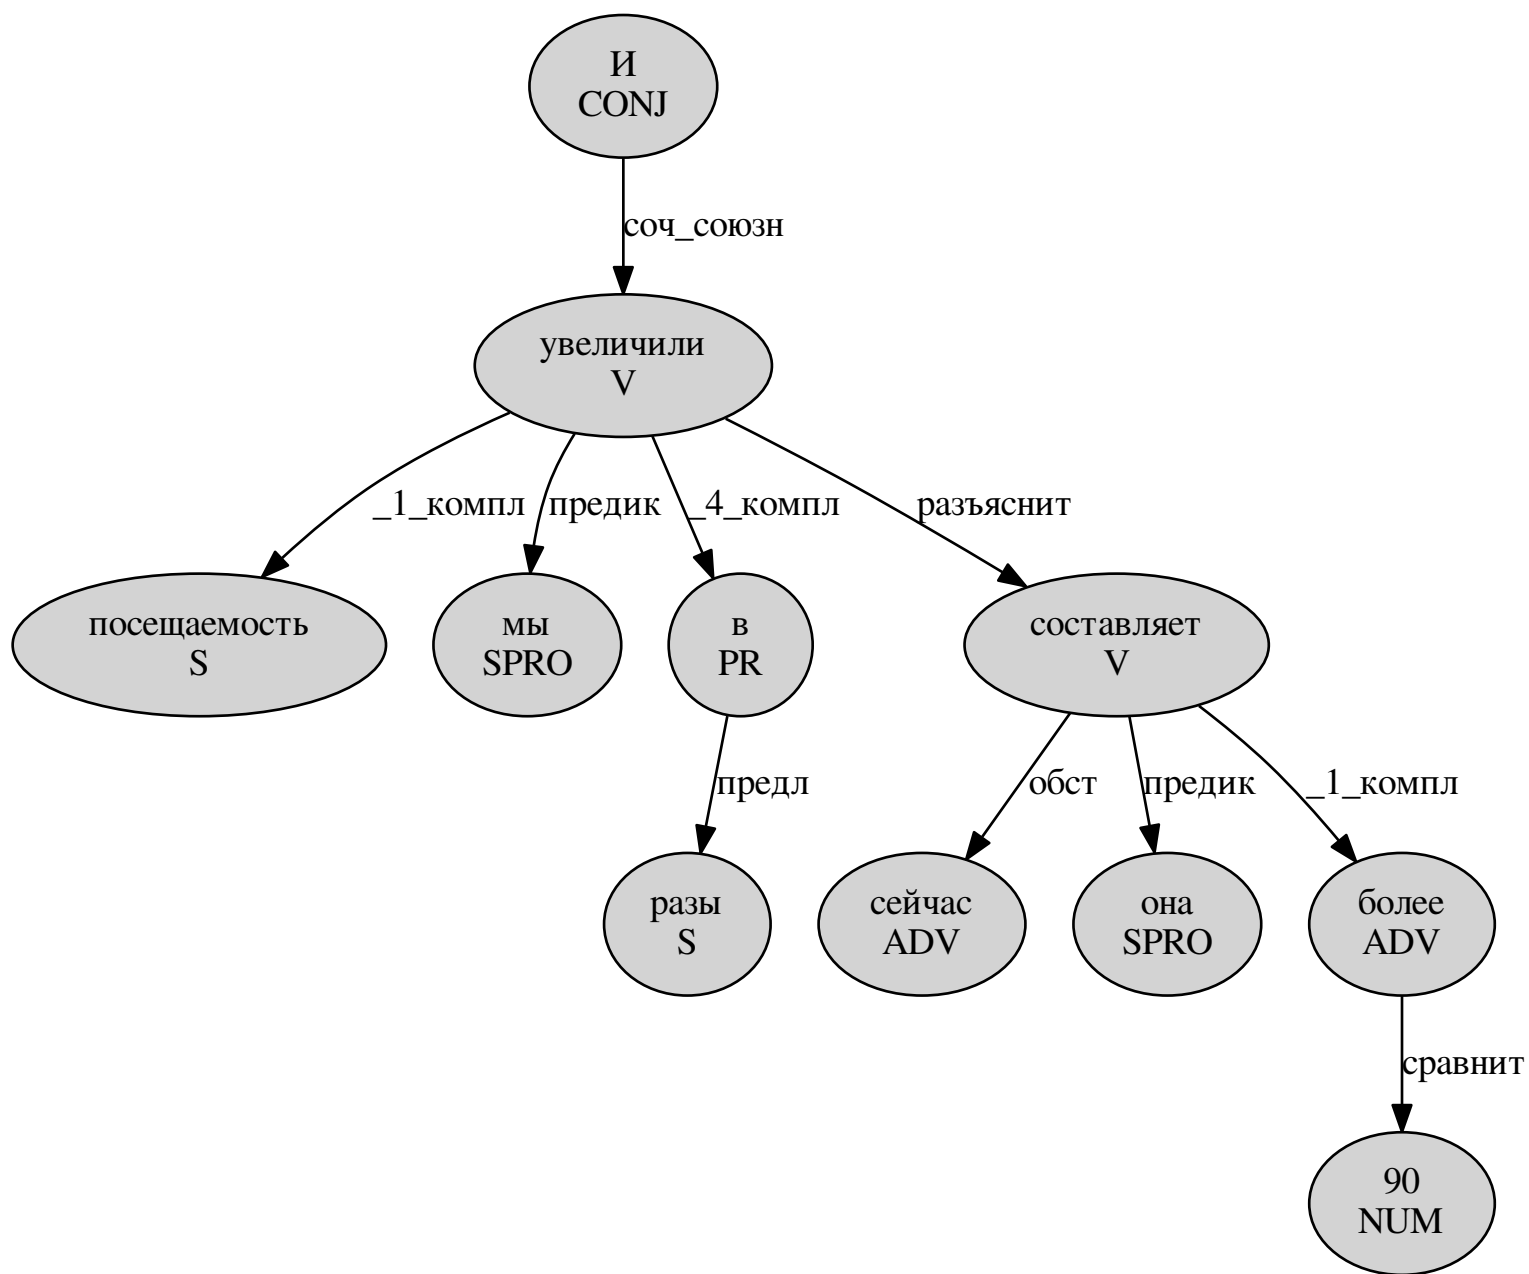 И
CONJ
соч_союзн
увеличили
V
_1_компл
предик
_4_компл
разъяснит
посещаемость
S
мы
SPRO
в
PR
составляет
V
предл
обст
предик
_1_компл
разы
S
сейчас
ADV
она
SPRO
более
ADV
сравнит
90
NUM